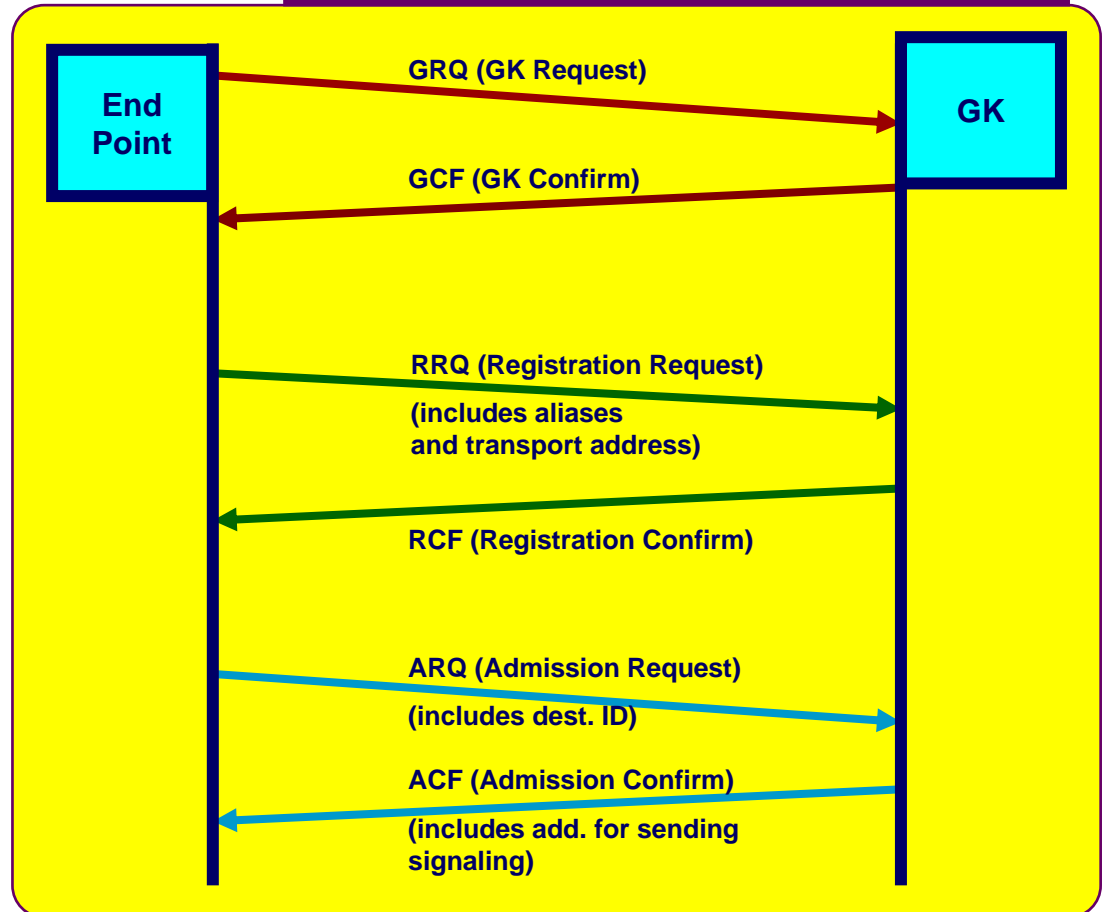 End
Point
GK
GRQ (GK Request)
GCF (GK Confirm)
RRQ (Registration Request)
(includes aliases
and transport address)
RCF (Registration Confirm)
ARQ (Admission Request)
(includes dest. ID)
ACF (Admission Confirm)
(includes add. for sending
signaling)